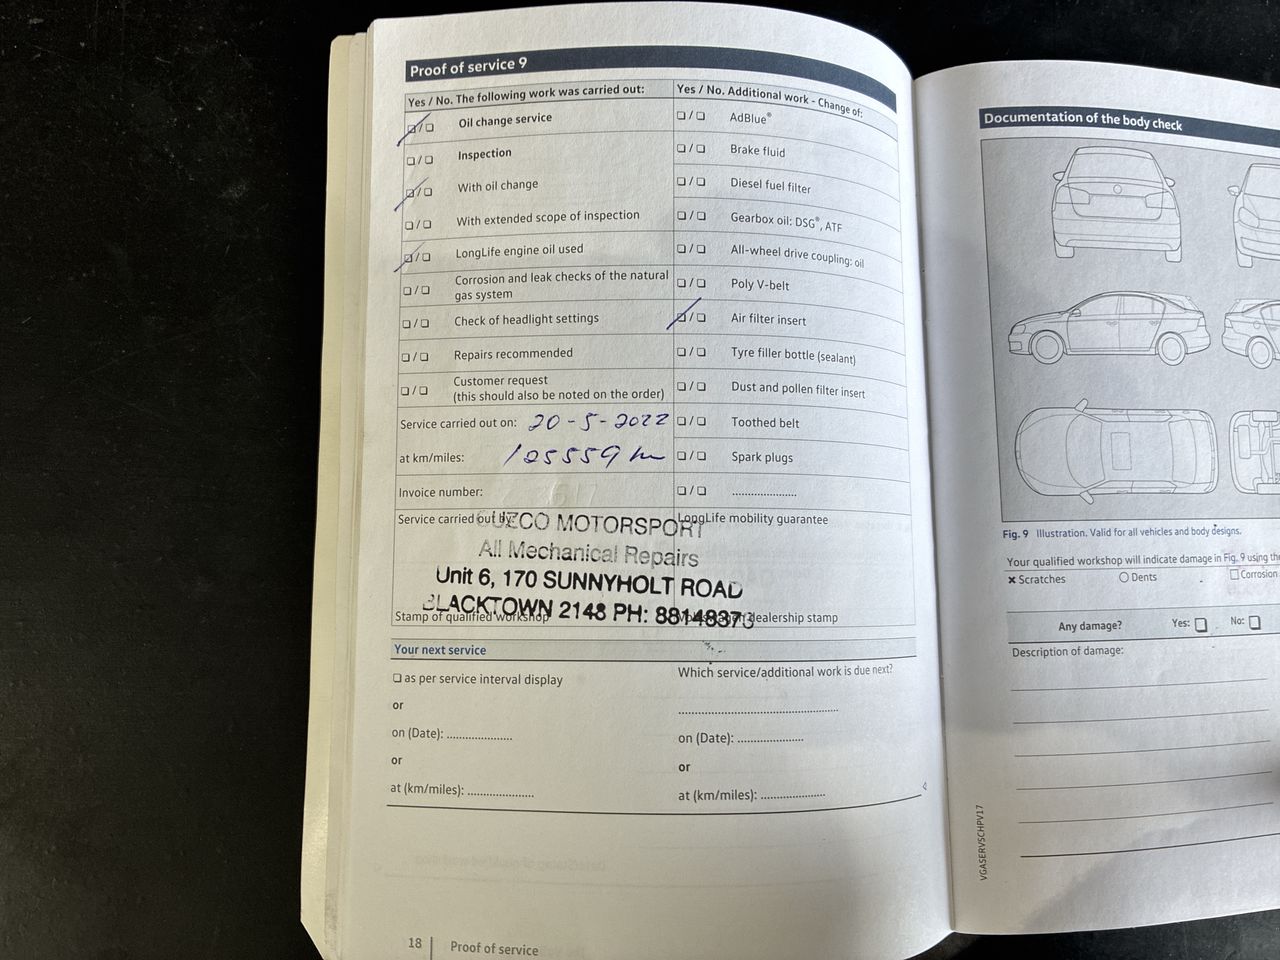 Proof of service 9
Yes / No. The following work was carried out:
❑/❑ Oil change service
❑/❑ Inspection
❑/❑ With oil change
❑/❑ With extended scope of inspection
❑/❑ LongLife engine oil used
❑/❑ Corrosion and leak checks of the natural
gas system
❑/❑ Check of headlight settings
❑/❑ Repairs recommended
❑/❑ Customer request
(this should also be noted on the order)
Service carried out on: 20-5-2022
at km/miles: 105559 km
Invoice number:
Service carried out by:
MOTORSPORT
All Mechanical Repairs
Unit 6, 170 SUNNYHOLT ROAD
BLACKTOWN 2148 PH: 88148373
Stamp of qualified workshop
Yes / No. Additional work - Change of:
❑/❑ AdBlue®
❑/❑ Brake fluid
❑/❑ Diesel fuel filter
❑/❑ Gearbox oil: DSG®, ATF
❑/❑ All-wheel drive coupling: oil
❑/❑ Poly V-belt
❑/❑ Air filter insert
❑/❑ Tyre filler bottle (sealant)
❑/❑ Dust and pollen filter insert
❑/❑ Toothed belt
❑/❑ Spark plugs
❑/❑ ......................
LongLife mobility guarantee
Volkswagen dealership stamp
Your next service
❑ as per service interval display
or
on (Date): ......................
or
at (km/miles): ......................
Which service/additional work is due next?
......................................................
on (Date): ......................
or
at (km/miles): ......................
18 Proof of service
Documentation of the body check
Fig. 9 Illustration. Valid for all vehicles and body designs.
Your qualified workshop will indicate damage in Fig. 9 using the
× Scratches ○ Dents ☐ Corrosion
Any damage? Yes: ❑ No: ❑
Description of damage:
VGASERVSCHPV17